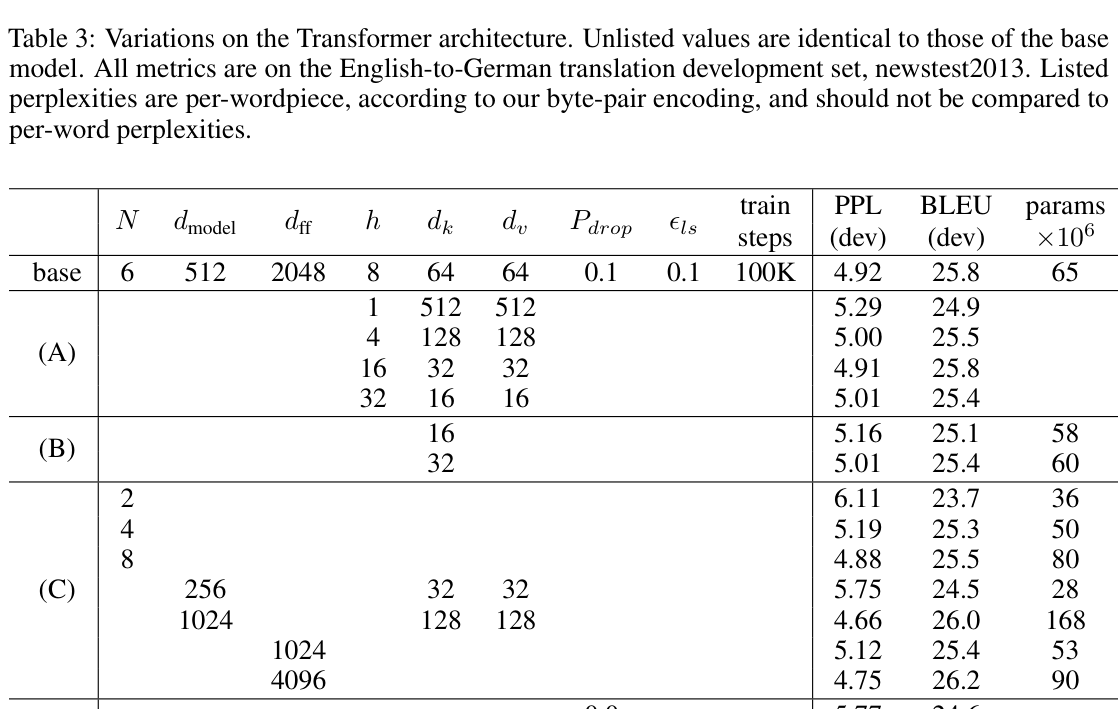 Table 3: Variations on the Transformer architecture. Unlisted values are identical to those of the base
model. All metrics are on the English-to-German translation development set, newstest2013. Listed
perplexities are per-wordpiece, according to our byte-pair encoding, and should not be compared to
per-word perplexities.
N d_model d_ff h d_k d_v P_drop ϵ_ls train steps PPL (dev) BLEU (dev) params ×10⁶
base 6 512 2048 8 64 64 0.1 0.1 100K 4.92 25.8 65
(A)
1 512 512 5.29 24.9
4 128 128 5.00 25.5
16 32 32 4.91 25.8
32 16 16 5.01 25.4
(B)
16 5.16 25.1 58
32 5.01 25.4 60
(C)
2 6.11 23.7 36
4 5.19 25.3 50
8 4.88 25.5 80
256 32 32 5.75 24.5 28
1024 128 128 4.66 26.0 168
1024 5.12 25.4 53
4096 4.75 26.2 90